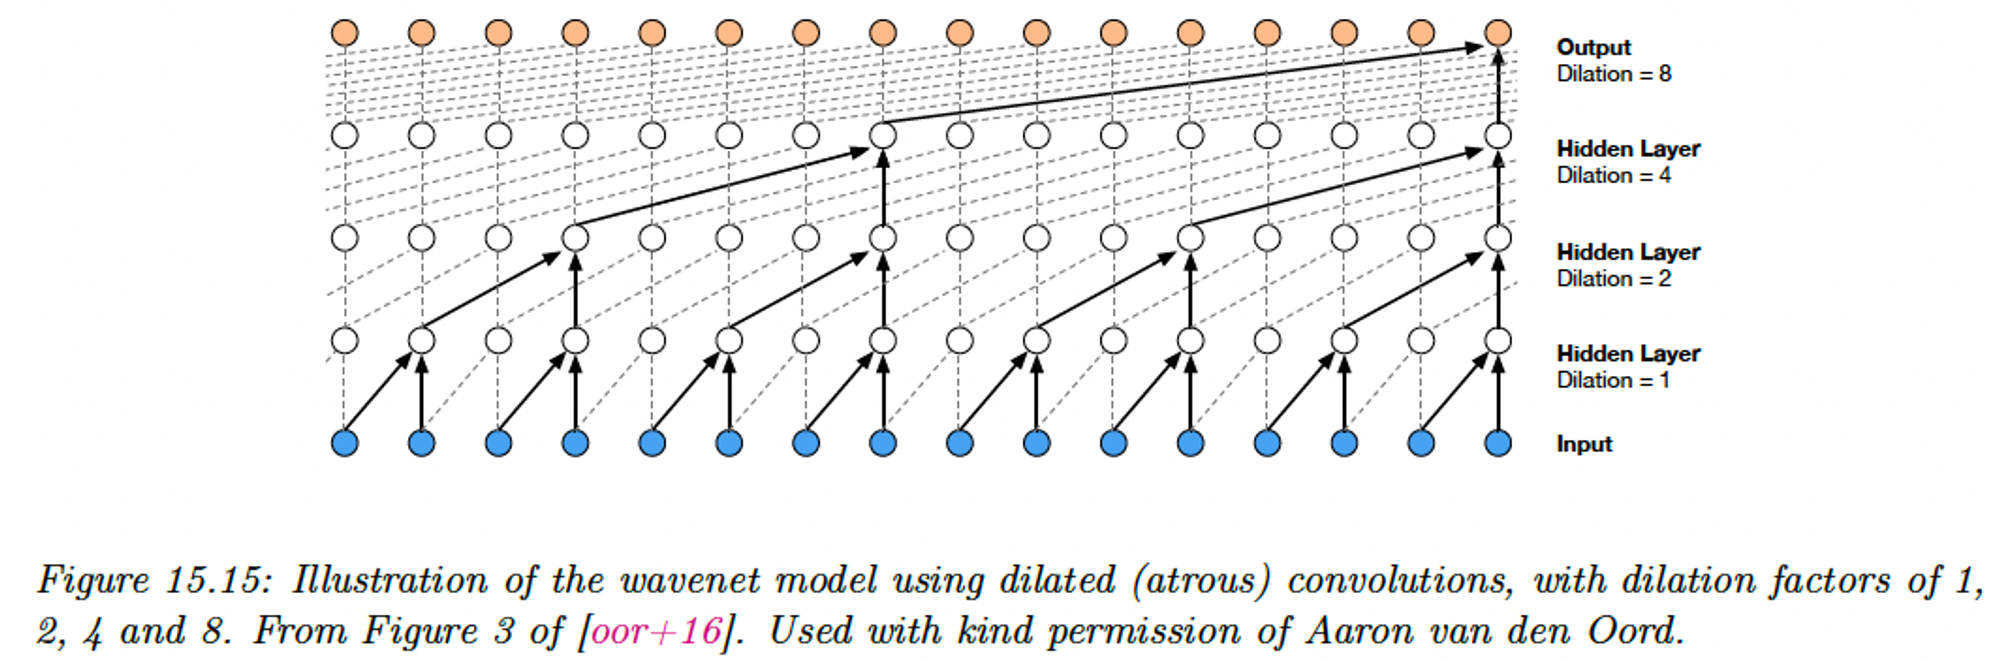 Output
Dilation = 8
Hidden Layer
Dilation = 4
Hidden Layer
Dilation = 2
Hidden Layer
Dilation = 1
Input
Figure 15.15: Illustration of the wavenet model using dilated (atrous) convolutions, with dilation factors of 1,
2, 4 and 8. From Figure 3 of [oor+16]. Used with kind permission of Aaron van den Oord.